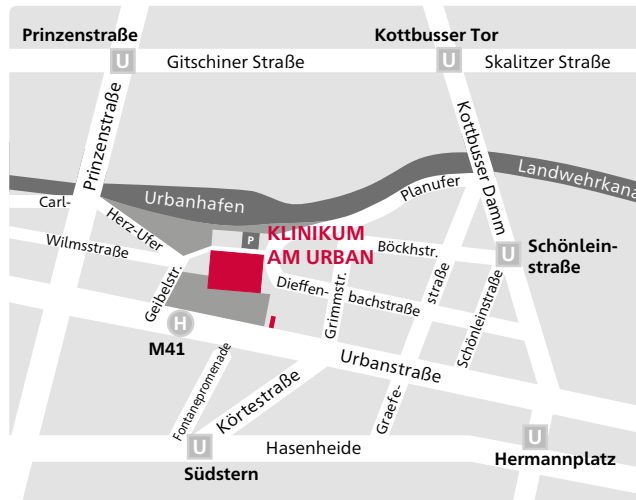 Prinzenstraße
Kottbusser Tor
U
Gitschiner Straße
U
Skalitzer Straße
Prinzenstraße
Kottbusser Damm
Landwehrkana
Planufer
Urbanhafen
Carl-
Herz-Ufer
P
KLINIKUM
AM URBAN
Böckhstr.
U
Schönlein-
straße
Wilmsstraße
Geibelstr.
Dieffen-
bachstraße
Grimmstr.
straße
Schönleinstraße
H
M41
Urbanstraße
Fontanepromenade
Körtestraße
Graefe-
U
Südstern
Hasenheide
U
Hermannplatz